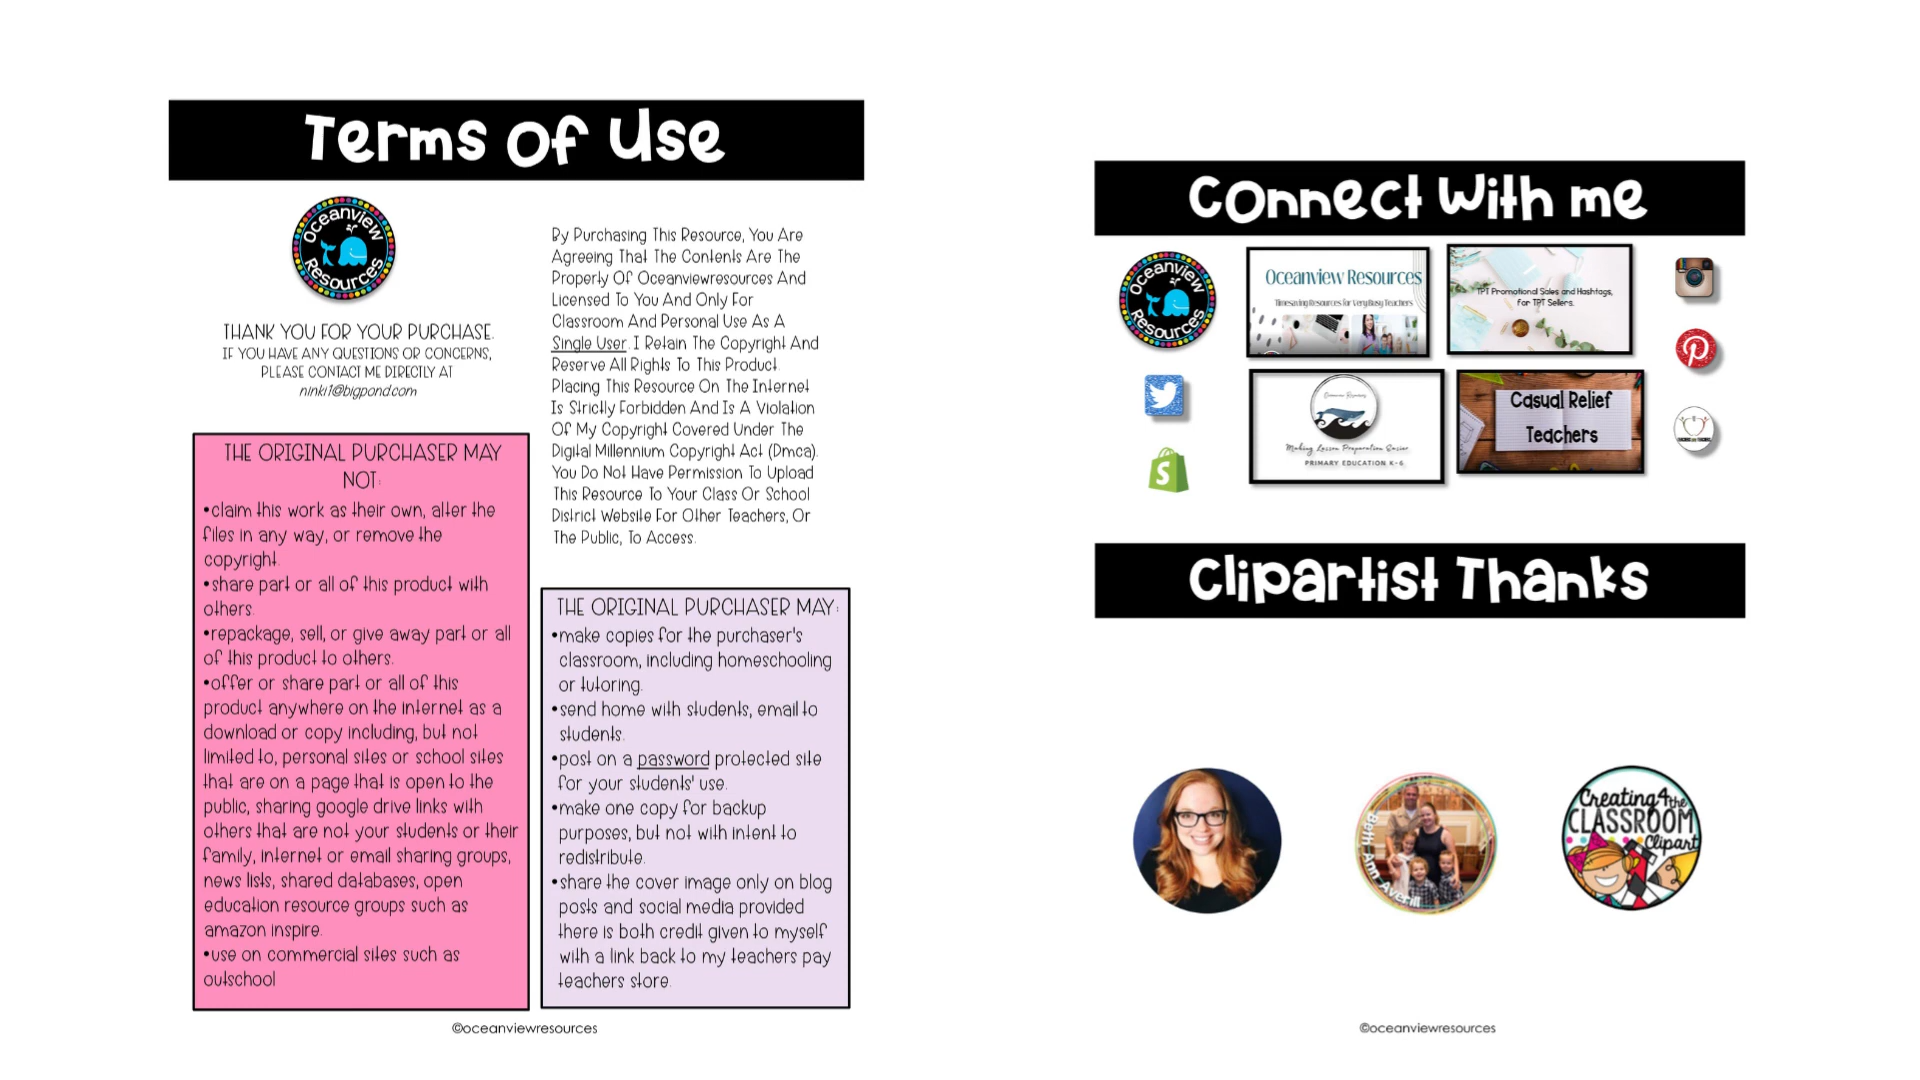 Terms of Use
Oceanview
Resources
THANK YOU FOR YOUR PURCHASE.
IF YOU HAVE ANY QUESTIONS OR CONCERNS,
PLEASE CONTACT ME DIRECTLY AT
ninki1@bigpond.com
THE ORIGINAL PURCHASER MAY
NOT:
•claim this work as their own, alter the
files in any way, or remove the
copyright.
•share part or all of this product with
others.
•repackage, sell, or give away part or all
of this product to others.
•offer or share part or all of this
product anywhere on the internet as a
download or copy including, but not
limited to, personal sites or school sites
that are on a page that is open to the
public, sharing google drive links with
others that are not your students or their
family, internet or email sharing groups,
news lists, shared databases, open
education resource groups such as
amazon inspire.
•use on commercial sites such as
outschool
By Purchasing This Resource, You Are
Agreeing That The Contents Are The
Property Of Oceanviewresources And
Licensed To You And Only For
Classroom And Personal Use As A
Single User. I Retain The Copyright And
Reserve All Rights To This Product.
Placing This Resource On The Internet
Is Strictly Forbidden And Is A Violation
Of My Copyright Covered Under The
Digital Millennium Copyright Act (Dmca).
You Do Not Have Permission To Upload
This Resource To Your Class Or School
District Website For Other Teachers, Or
The Public, To Access.
THE ORIGINAL PURCHASER MAY:
•make copies for the purchaser's
classroom, including homeschooling
or tutoring.
•send home with students, email to
students.
•post on a password protected site
for your students' use.
•make one copy for backup
purposes, but not with intent to
redistribute.
•share the cover image only on blog
posts and social media provided
there is both credit given to myself
with a link back to my teachers pay
teachers store.
©oceanviewresources
Connect With me
Oceanview
Resources
Oceanview Resources
Timesaving Resources for Very Busy Teachers
TPT Promotional Sales and Hashtags,
for TPT Sellers.
Oceanview Resources
Making Lesson Preparation Easier
PRIMARY EDUCATION K-6
Casual Relief
Teachers
Clipartist Thanks
Beth Ann Averill
Creating4the
CLASSROOM
Clipart
©oceanviewresources